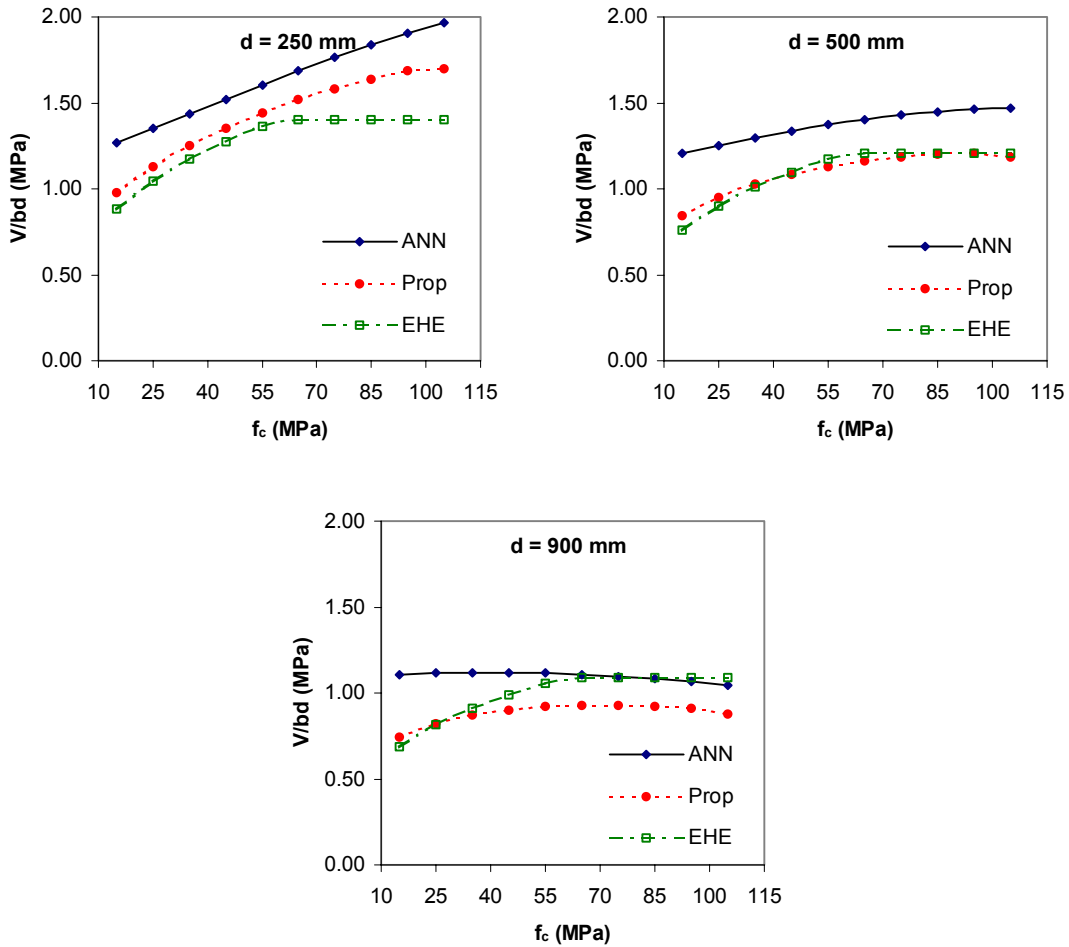 d = 250 mm
V/bd (MPa)
2.00
1.50
1.00
0.50
0.00
ANN
Prop
EHE
10 25 40 55 70 85 100 115
fc (MPa)
d = 500 mm
V/bd (MPa)
2.00
1.50
1.00
0.50
0.00
ANN
Prop
EHE
10 25 40 55 70 85 100 115
fc (MPa)
d = 900 mm
V/bd (MPa)
2.00
1.50
1.00
0.50
0.00
ANN
Prop
EHE
10 25 40 55 70 85 100 115
fc (MPa)